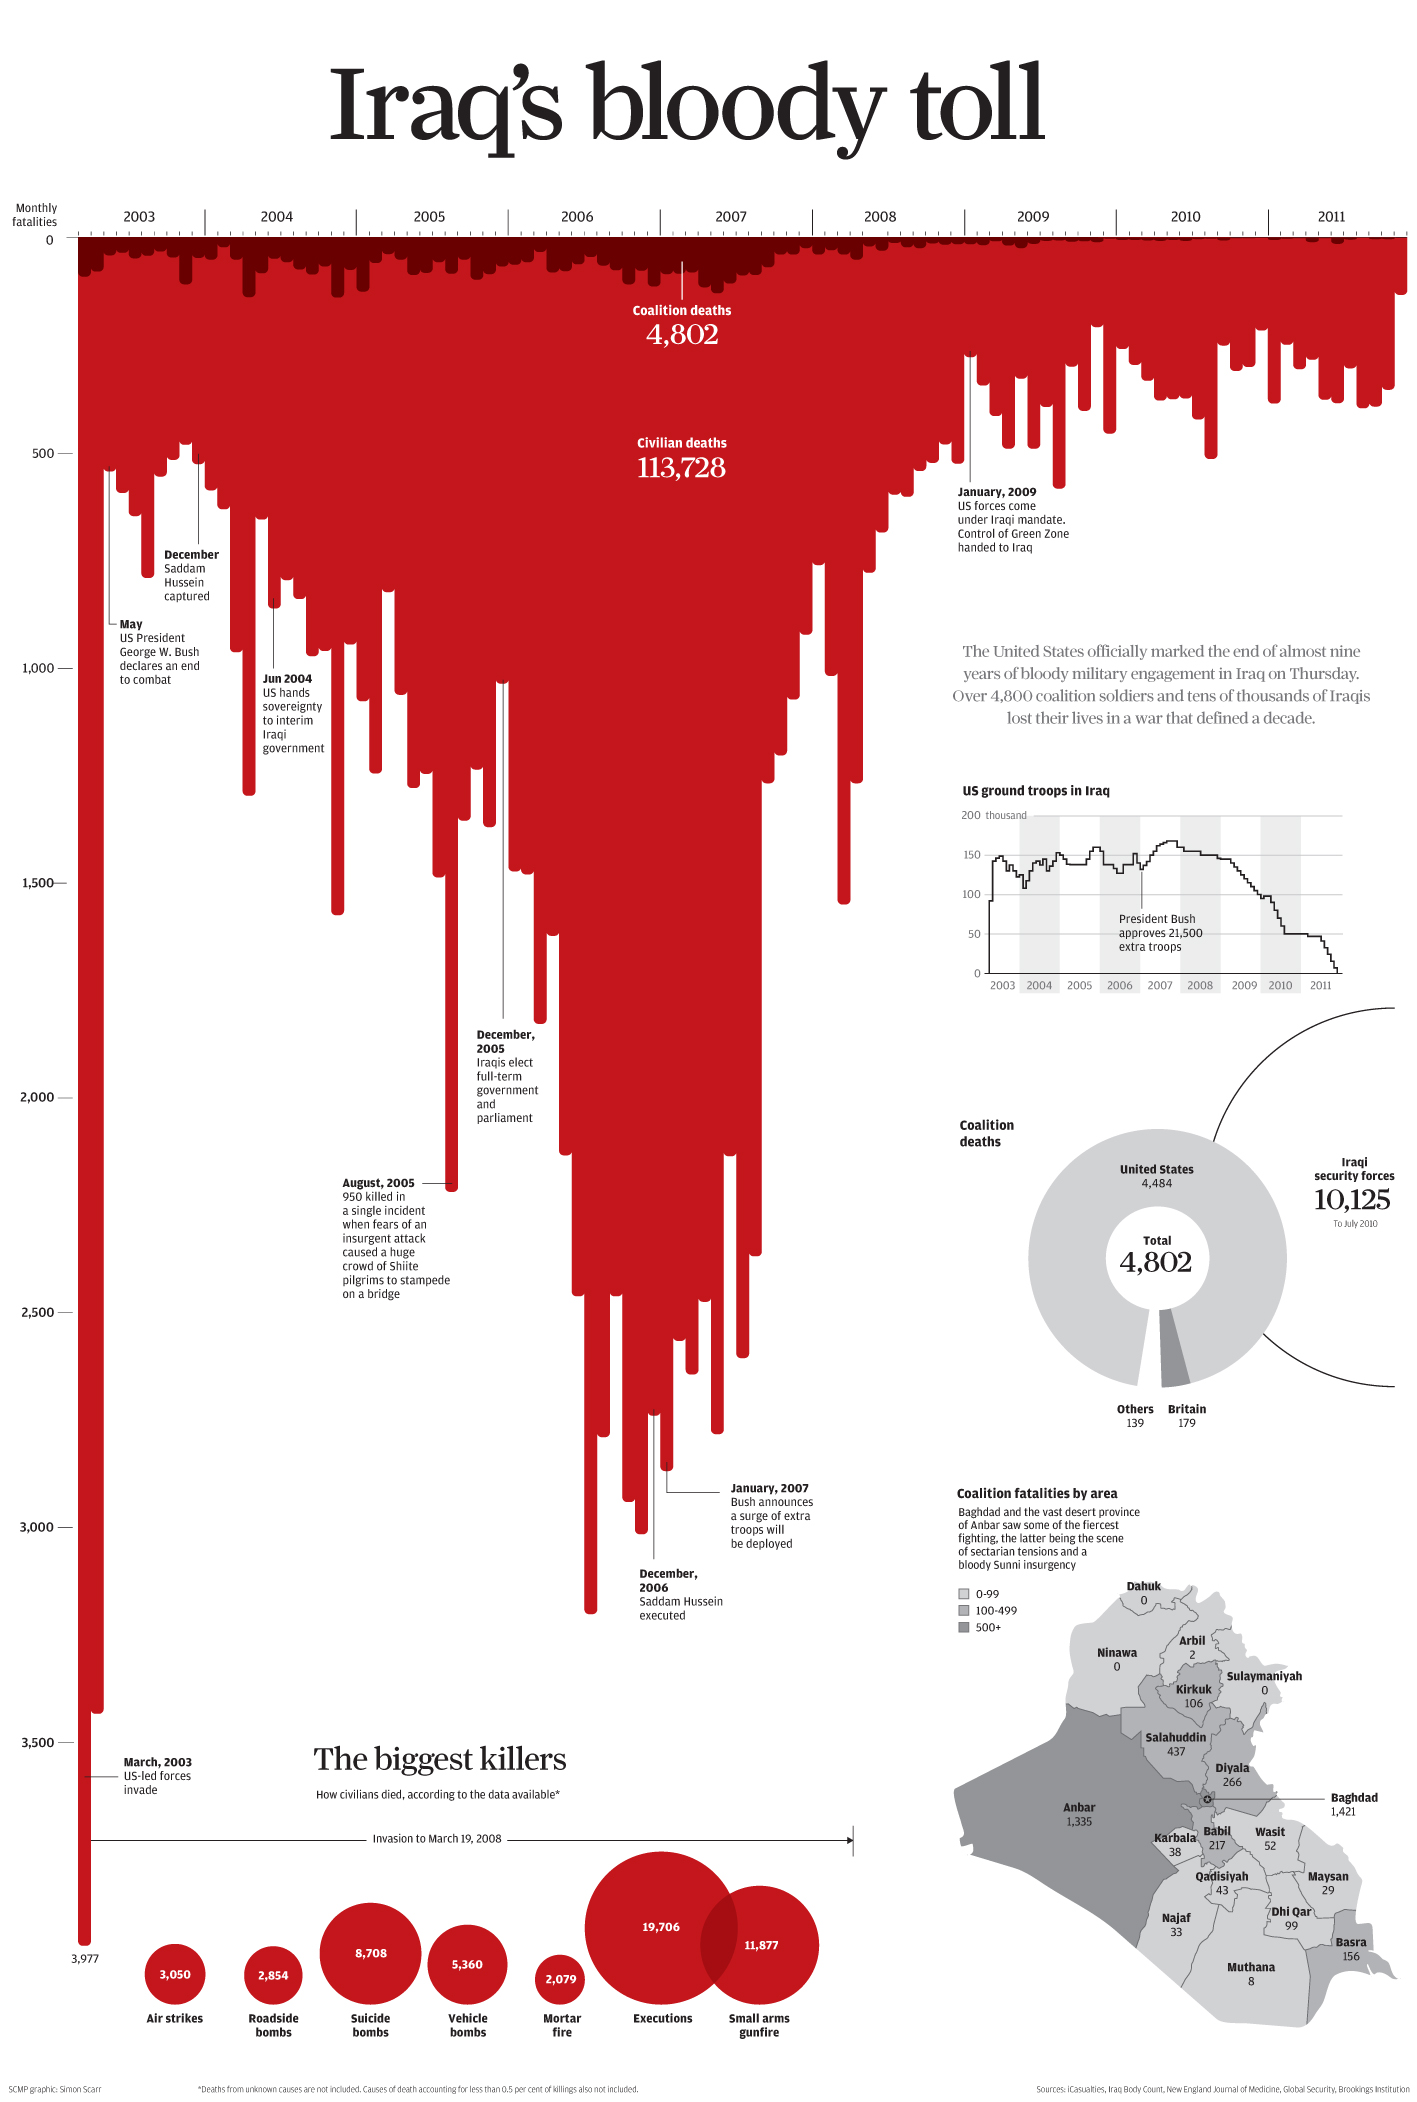 Iraq’s bloody toll
Monthly
fatalities
2003
2004
2005
2006
2007
2008
2009
2010
2011
0
500
1,000
1,500
2,000
2,500
3,000
3,500
Coalition deaths
4,802
Civilian deaths
113,728
May
US President
George W. Bush
declares an end
to combat
December
Saddam
Hussein
captured
Jun 2004
US hands
sovereignty
to interim
Iraqi
government
January, 2009
US forces come
under Iraqi mandate.
Control of Green Zone
handed to Iraq
December,
2005
Iraqis elect
full-term
government
and
parliament
August, 2005
950 killed in
a single incident
when fears of an
insurgent attack
caused a huge
crowd of Shiite
pilgrims to stampede
on a bridge
January, 2007
Bush announces
a surge of extra
troops will
be deployed
December,
2006
Saddam Hussein
executed
March, 2003
US-led forces
invade
3,977
The United States officially marked the end of almost nine
years of bloody military engagement in Iraq on Thursday.
Over 4,800 coalition soldiers and tens of thousands of Iraqis
lost their lives in a war that defined a decade.
US ground troops in Iraq
200 thousand
150
100
50
0
President Bush
approves 21,500
extra troops
2003
2004
2005
2006
2007
2008
2009
2010
2011
Coalition
deaths
United States
4,484
Total
4,802
Others
139
Britain
179
Iraqi
security forces
10,125
To July 2010
Coalition fatalities by area
Baghdad and the vast desert province
of Anbar saw some of the fiercest
fighting, the latter being the scene
of sectarian tensions and a
bloody Sunni insurgency
0-99
100-499
500+
Dahuk
0
Ninawa
0
Arbil
2
Sulaymaniyah
0
Kirkuk
106
Salahuddin
437
Diyala
266
Baghdad
1,421
Anbar
1,335
Karbala
38
Babil
217
Wasit
52
Qadisiyah
43
Maysan
29
Najaf
33
Dhi Qar
99
Basra
156
Muthana
8
The biggest killers
How civilians died, according to the data available*
Invasion to March 19, 2008
3,050
Air strikes
2,854
Roadside
bombs
8,708
Suicide
bombs
5,360
Vehicle
bombs
2,079
Mortar
fire
19,706
Executions
11,877
Small arms
gunfire
SCMP graphic: Simon Scarr
*Deaths from unknown causes are not included. Causes of death accounting for less than 0.5 per cent of killings also not included.
Sources: iCasualties, Iraq Body Count, New England Journal of Medicine, Global Security, Brookings Institution